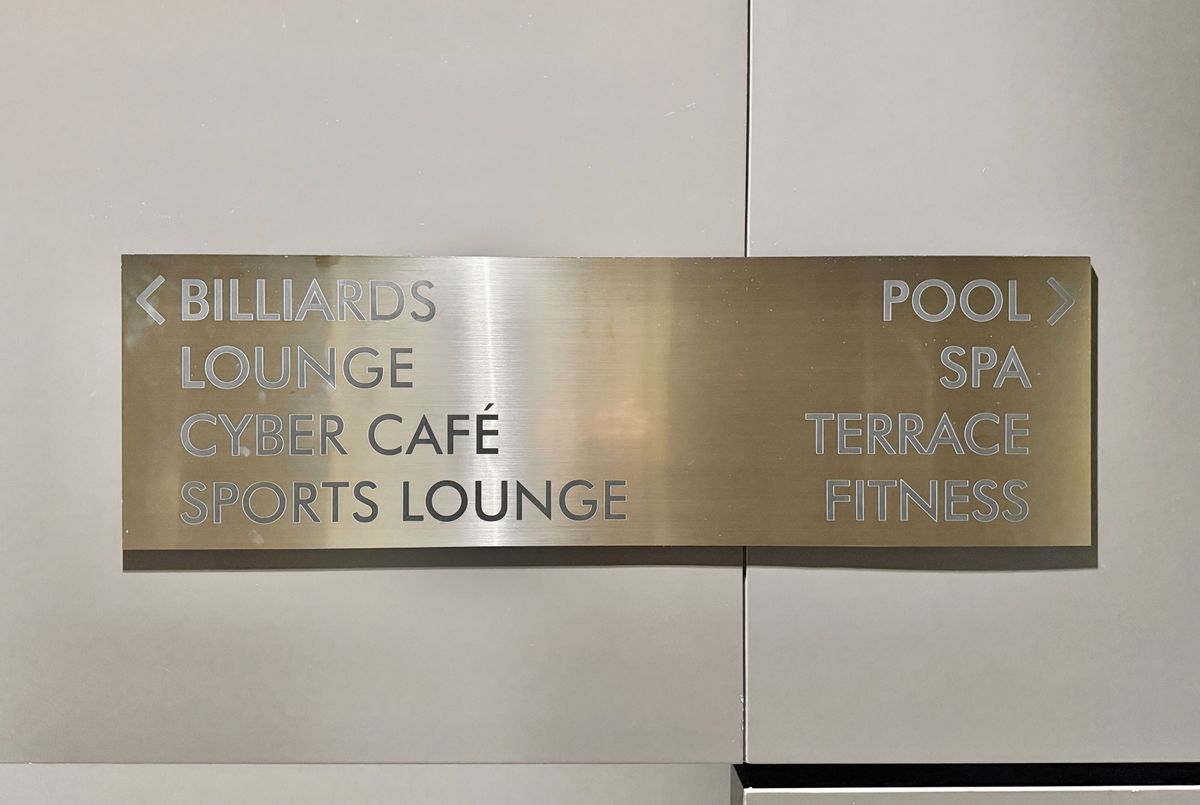 < BILLIARDS
LOUNGE
CYBER CAFÉ
SPORTS LOUNGE
POOL >
SPA
TERRACE
FITNESS